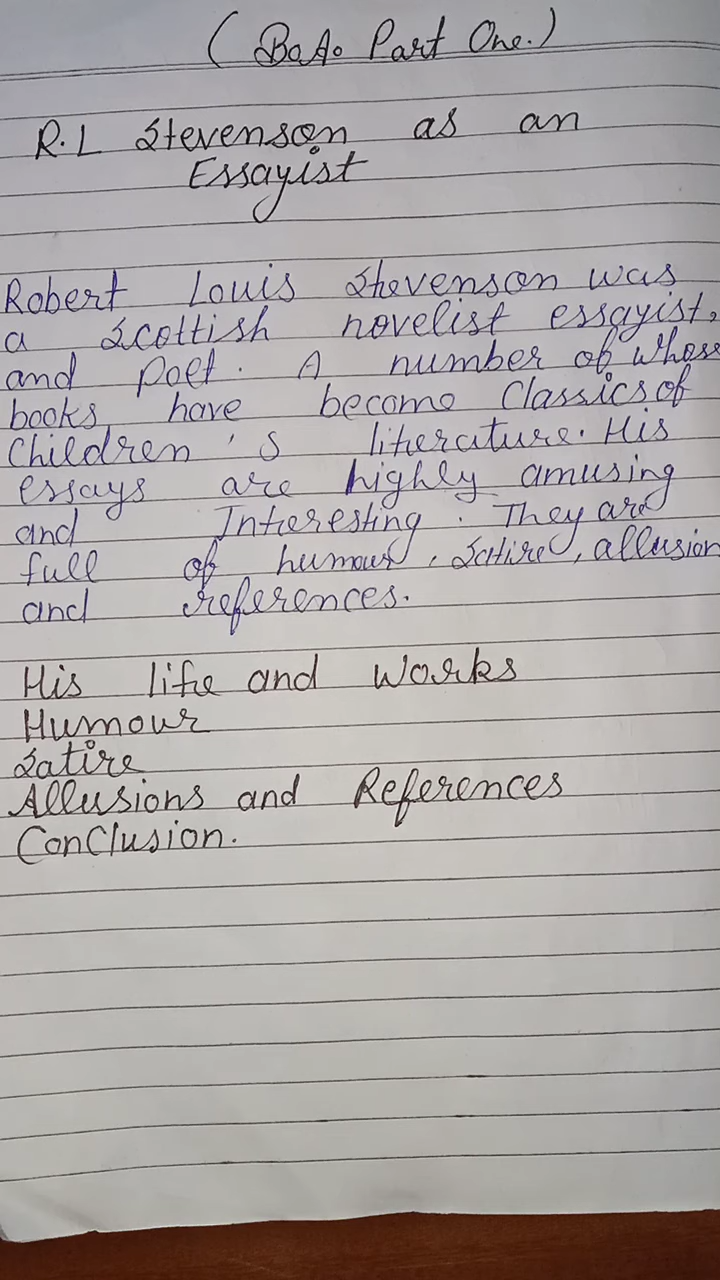 ( B.A. Part One.)
R.L Stevenson as an
Essayist
Robert Louis Stevenson was
a Scottish novelist essayist,
and Poet. A number of whose
books have become Classics of
Children's literature. His
essays are highly amusing
and Interesting. They are
full of humour, Satire, allusion
and references.
His life and Works
Humour
Satire
Allusions and References
Conclusion.